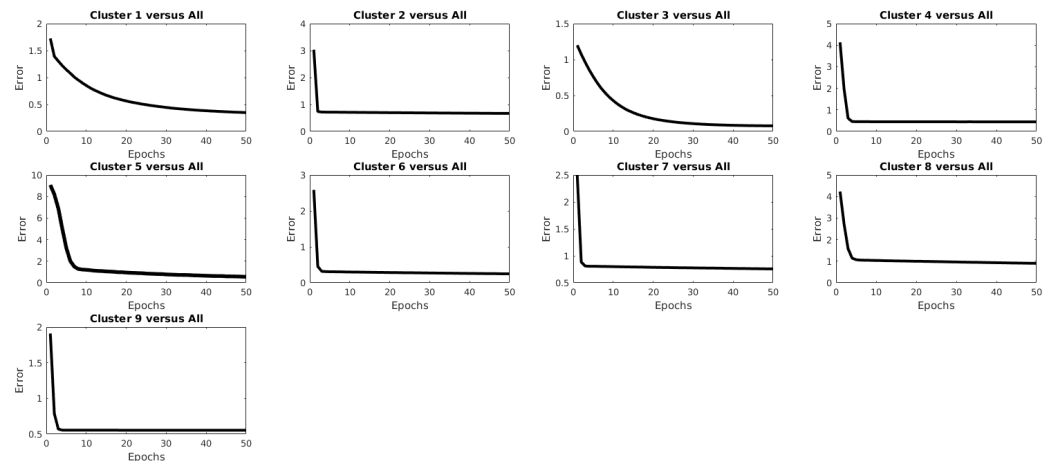 Cluster 1 versus All
2
1.5
1
0.5
0
Error
0 10 20 30 40 50
Epochs
Cluster 2 versus All
4
3
2
1
0
Error
0 10 20 30 40 50
Epochs
Cluster 3 versus All
1.5
1
0.5
0
Error
0 10 20 30 40 50
Epochs
Cluster 4 versus All
5
4
3
2
1
0
Error
0 10 20 30 40 50
Epochs
Cluster 5 versus All
10
8
6
4
2
0
Error
0 10 20 30 40 50
Epochs
Cluster 6 versus All
3
2
1
0
Error
0 10 20 30 40 50
Epochs
Cluster 7 versus All
2.5
2
1.5
1
0.5
Error
0 10 20 30 40 50
Epochs
Cluster 8 versus All
5
4
3
2
1
0
Error
0 10 20 30 40 50
Epochs
Cluster 9 versus All
2
1.5
1
0.5
Error
0 10 20 30 40 50
Epochs